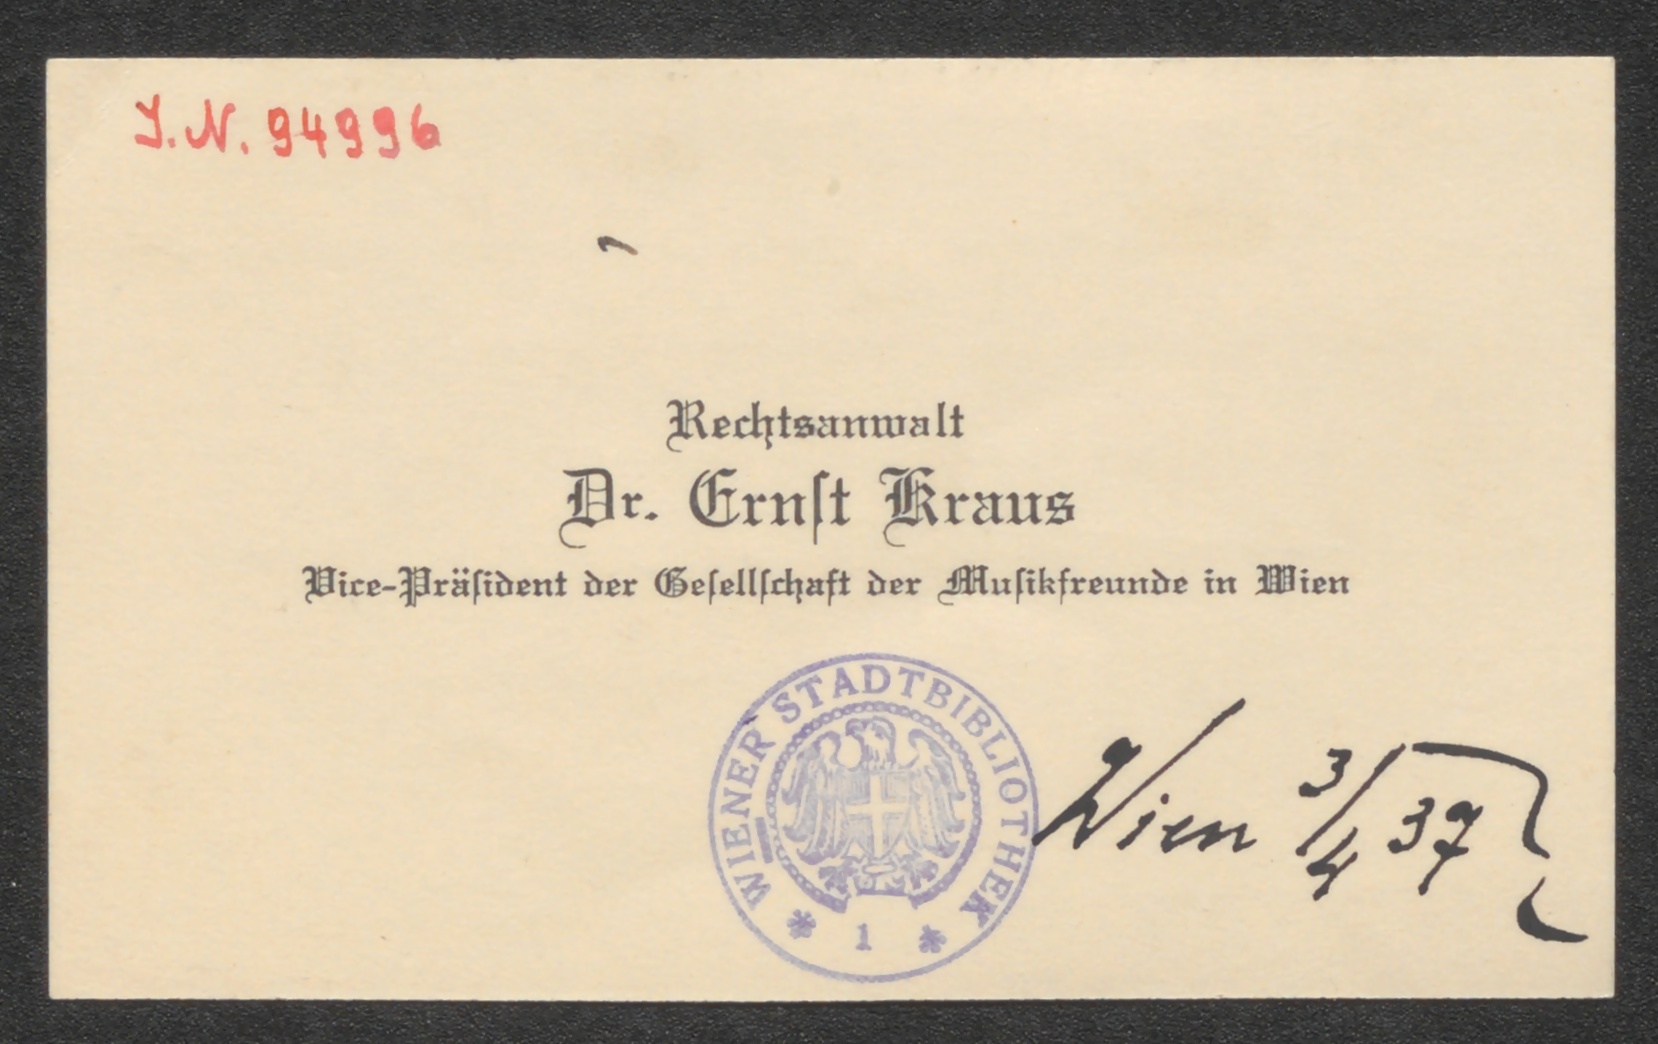 I.N. 94996
Rechtsanwalt
Dr. Ernſt Kraus
Vice-Präſident der Geſellſchaft der Muſikfreunde in Wien
WIENER STADTBIBLIOTHEK
* 1 *
Wien 3/4 37